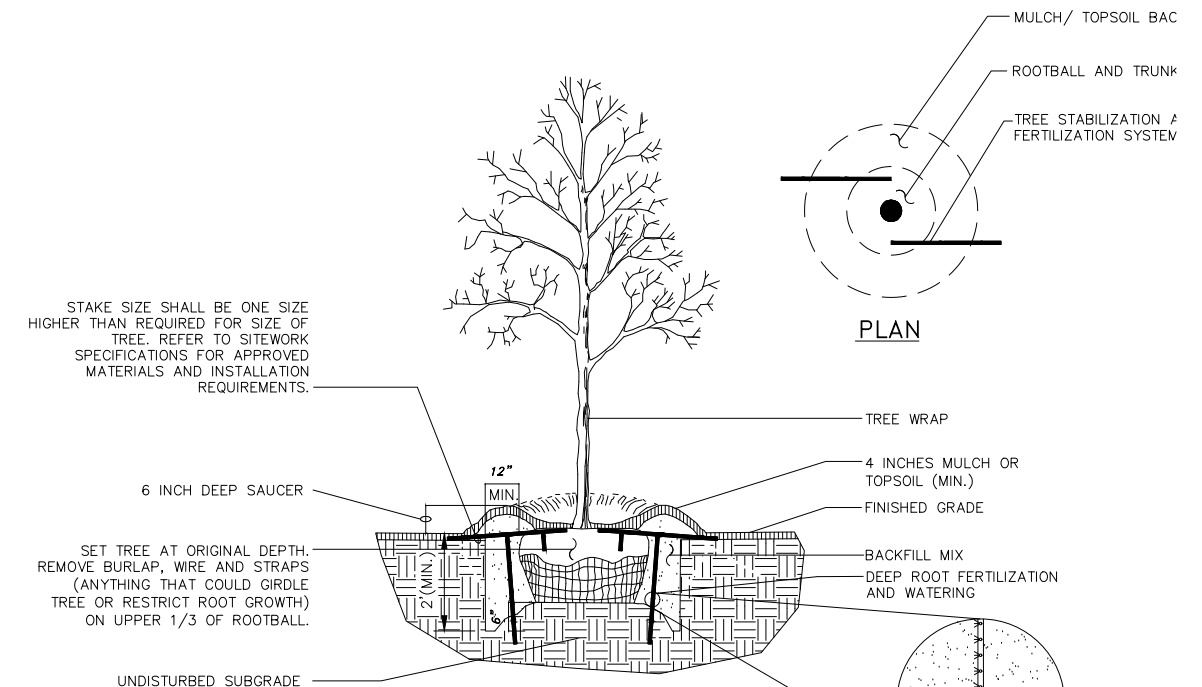 MULCH/ TOPSOIL BAC
ROOTBALL AND TRUNK
TREE STABILIZATION A
FERTILIZATION SYSTEM
PLAN
STAKE SIZE SHALL BE ONE SIZE
HIGHER THAN REQUIRED FOR SIZE OF
TREE. REFER TO SITEWORK
SPECIFICATIONS FOR APPROVED
MATERIALS AND INSTALLATION
REQUIREMENTS.
TREE WRAP
12"
MIN.
4 INCHES MULCH OR
TOPSOIL (MIN.)
6 INCH DEEP SAUCER
FINISHED GRADE
SET TREE AT ORIGINAL DEPTH.
REMOVE BURLAP, WIRE AND STRAPS
(ANYTHING THAT COULD GIRDLE
TREE OR RESTRICT ROOT GROWTH)
ON UPPER 1/3 OF ROOTBALL.
2'(MIN.)
6"
BACKFILL MIX
DEEP ROOT FERTILIZATION
AND WATERING
UNDISTURBED SUBGRADE